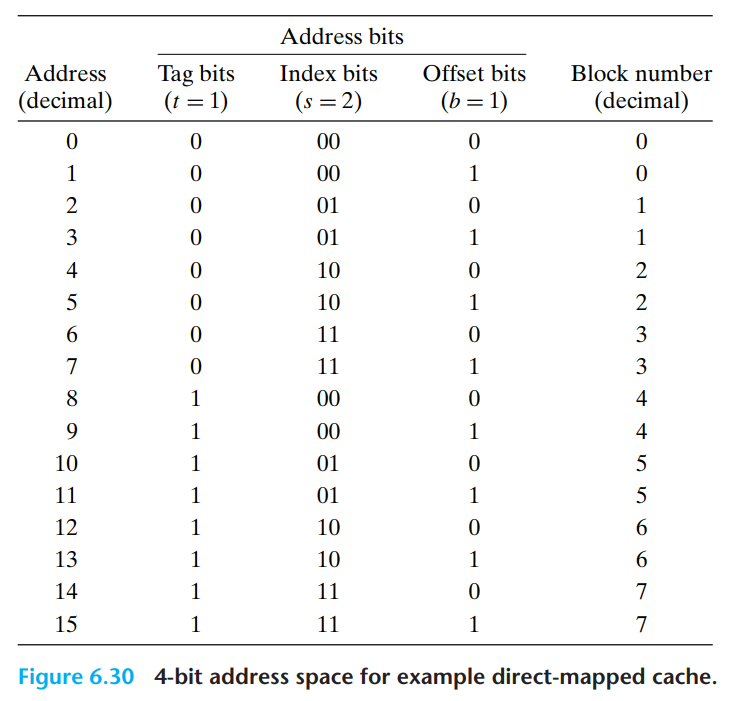 Address bits
Address Tag bits Index bits Offset bits Block number
(decimal) (t = 1) (s = 2) (b = 1) (decimal)
0 0 00 0 0
1 0 00 1 0
2 0 01 0 1
3 0 01 1 1
4 0 10 0 2
5 0 10 1 2
6 0 11 0 3
7 0 11 1 3
8 1 00 0 4
9 1 00 1 4
10 1 01 0 5
11 1 01 1 5
12 1 10 0 6
13 1 10 1 6
14 1 11 0 7
15 1 11 1 7
Figure 6.30 4-bit address space for example direct-mapped cache.